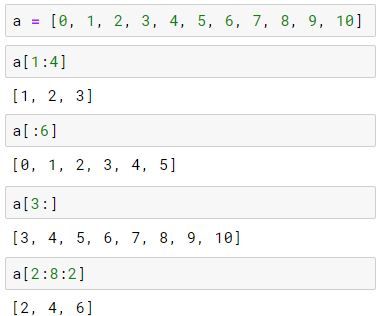 a = [0, 1, 2, 3, 4, 5, 6, 7, 8, 9, 10]
a[1:4]
[1, 2, 3]
a[:6]
[0, 1, 2, 3, 4, 5]
a[3:]
[3, 4, 5, 6, 7, 8, 9, 10]
a[2:8:2]
[2, 4, 6]